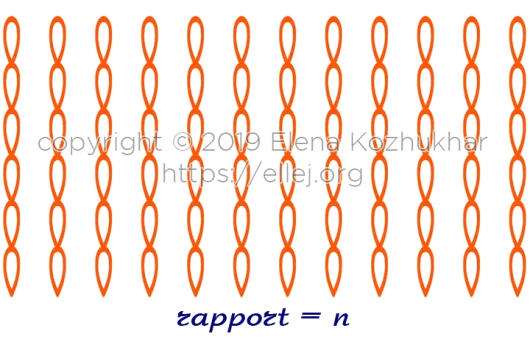 copyright © 2019 Elena Kozhukhar
https://ellej.org
rapport = n